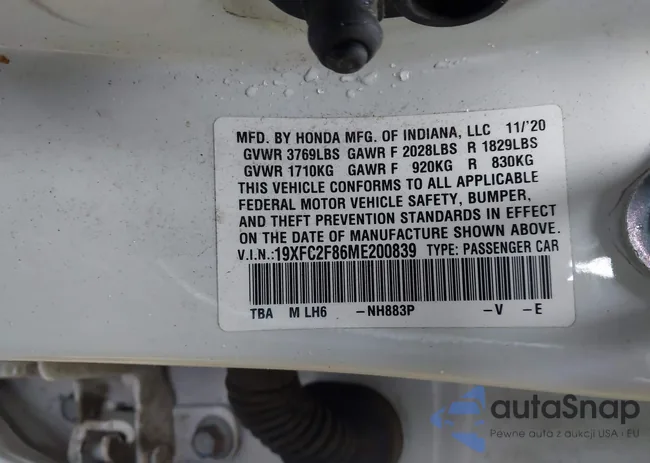 MFD. BY HONDA MFG. OF INDIANA, LLC 11/'20
GVWR 3769LBS GAWR F 2028LBS R 1829LBS
GVWR 1710KG GAWR F 920KG R 830KG
THIS VEHICLE CONFORMS TO ALL APPLICABLE
FEDERAL MOTOR VEHICLE SAFETY, BUMPER,
AND THEFT PREVENTION STANDARDS IN EFFECT
ON THE DATE OF MANUFACTURE SHOWN ABOVE.
V.I.N.:19XFC2F86ME200839 TYPE: PASSENGER CAR
TBA M LH6 -NH883P -V -E
autaSnap
Pewne auta z aukcji USA i EU